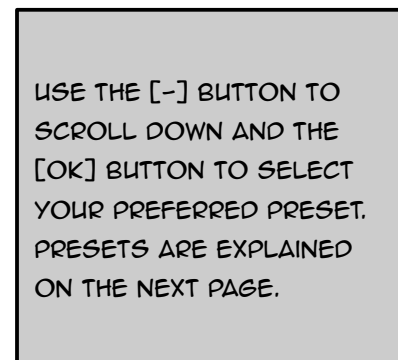 USE THE [-] BUTTON TO
SCROLL DOWN AND THE
[OK] BUTTON TO SELECT
YOUR PREFERRED PRESET.
PRESETS ARE EXPLAINED
ON THE NEXT PAGE.